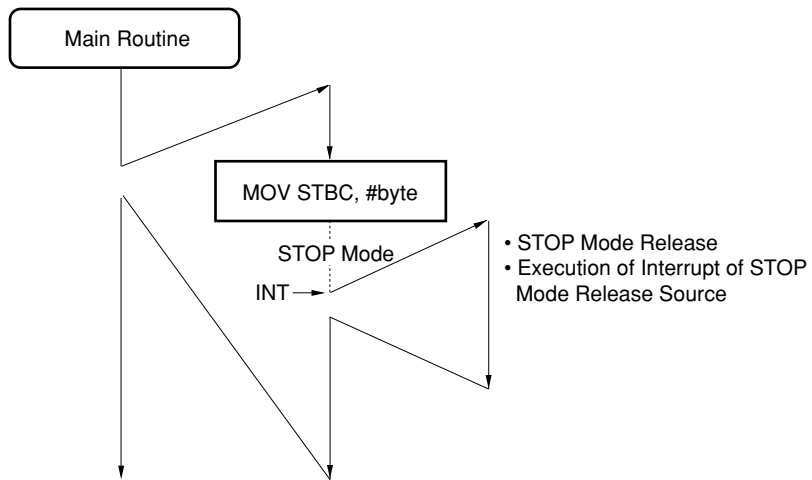 Main Routine
MOV STBC, #byte
STOP Mode
INT
• STOP Mode Release
• Execution of Interrupt of STOP
Mode Release Source